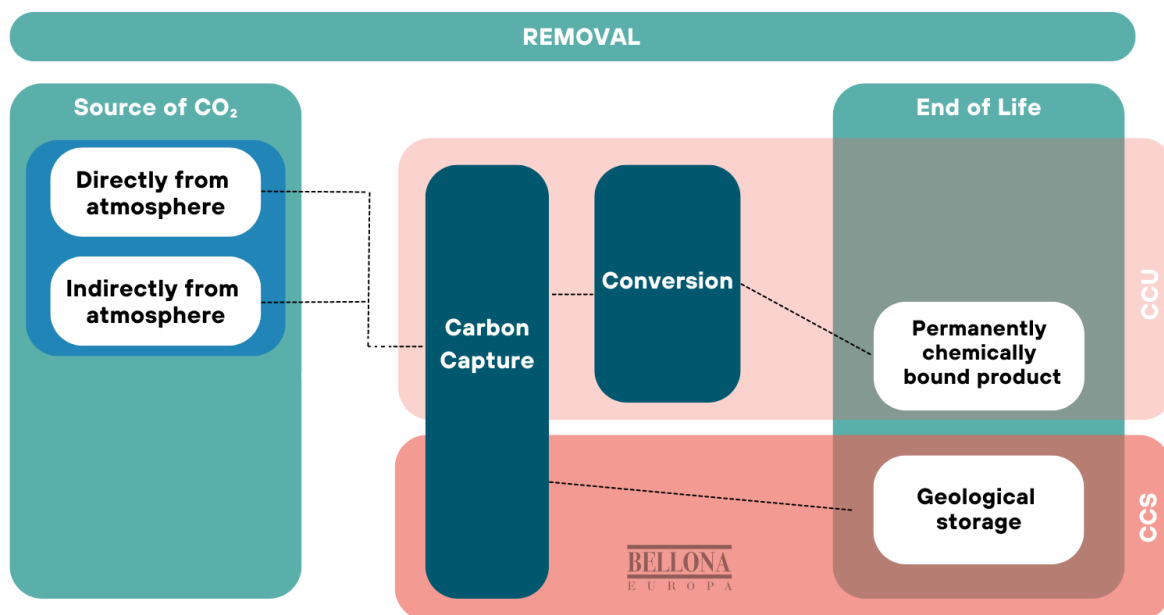 REMOVAL
Source of CO₂
Directly from
atmosphere
Indirectly from
atmosphere
Carbon
Capture
Conversion
End of Life
Permanently
chemically
bound product
Geological
storage
CCU
CCS
BELLONA
EUROPA